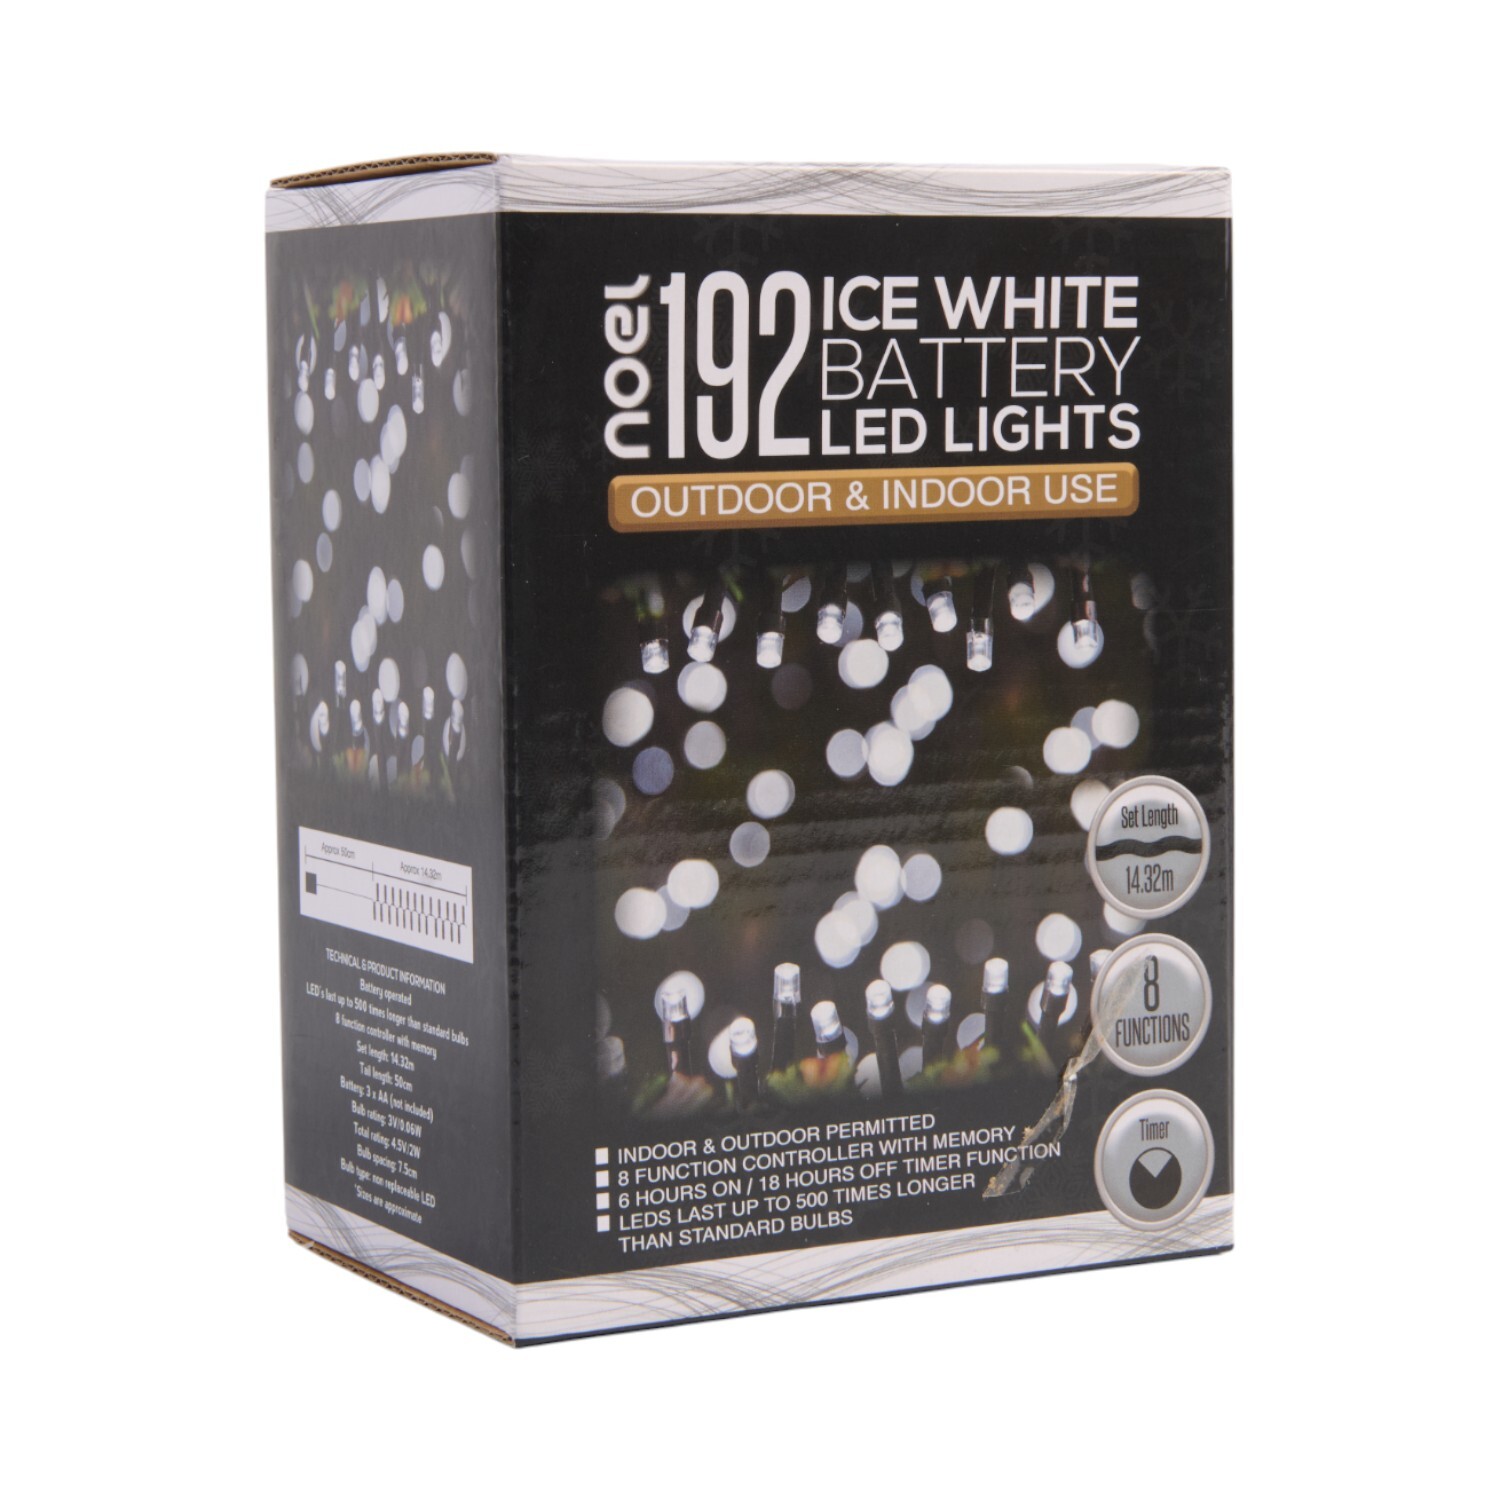 noel
192
ICE WHITE
BATTERY
LED LIGHTS
OUTDOOR & INDOOR USE
Set Length
14.32m
8
FUNCTIONS
Timer
INDOOR & OUTDOOR PERMITTED
8 FUNCTION CONTROLLER WITH MEMORY
6 HOURS ON / 18 HOURS OFF TIMER FUNCTION
LEDS LAST UP TO 500 TIMES LONGER
THAN STANDARD BULBS
Approx 50cm
Approx 14.32m
TECHNICAL & PRODUCT INFORMATION
Battery operated
LED's last up to 500 times longer than standard bulbs
8 function controller with memory
Set length: 14.32m
Tail length: 50cm
Battery: 3 x AA (not included)
Bulb rating: 3V/0.06W
Total rating: 4.5V/2W
Bulb spacing: 7.5cm
Bulb type: non replaceable LED
*Sizes are approximate